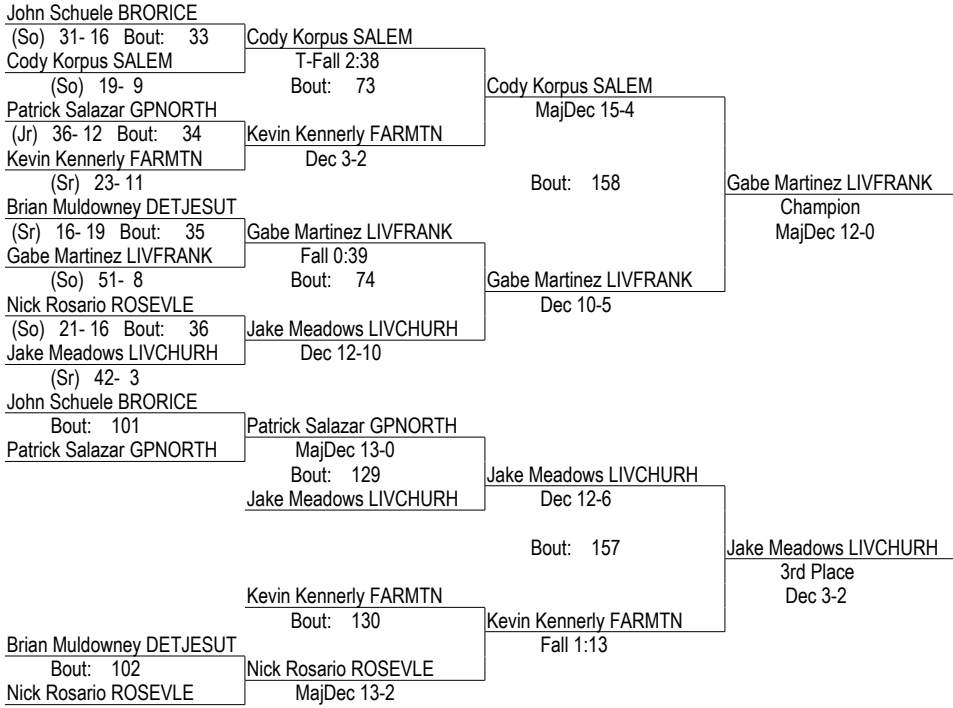 John Schuele BRORICE
(So) 31- 16 Bout: 33
Cody Korpus SALEM
(So) 19- 9
Patrick Salazar GPNORTH
(Jr) 36- 12 Bout: 34
Kevin Kennerly FARMTN
(Sr) 23- 11
Brian Muldowney DETJESUT
(Sr) 16- 19 Bout: 35
Gabe Martinez LIVFRANK
(So) 51- 8
Nick Rosario ROSEVLE
(So) 21- 16 Bout: 36
Jake Meadows LIVCHURH
(Sr) 42- 3
Cody Korpus SALEM
T-Fall 2:38
Bout: 73
Kevin Kennerly FARMTN
Dec 3-2
Gabe Martinez LIVFRANK
Fall 0:39
Bout: 74
Jake Meadows LIVCHURH
Dec 12-10
Cody Korpus SALEM
MajDec 15-4
Bout: 158
Gabe Martinez LIVFRANK
Dec 10-5
Gabe Martinez LIVFRANK
Champion
MajDec 12-0
John Schuele BRORICE
Bout: 101
Patrick Salazar GPNORTH
Patrick Salazar GPNORTH
MajDec 13-0
Bout: 129
Jake Meadows LIVCHURH
Jake Meadows LIVCHURH
Dec 12-6
Bout: 157
Jake Meadows LIVCHURH
3rd Place
Dec 3-2
Kevin Kennerly FARMTN
Bout: 130
Kevin Kennerly FARMTN
Fall 1:13
Brian Muldowney DETJESUT
Bout: 102
Nick Rosario ROSEVLE
Nick Rosario ROSEVLE
MajDec 13-2